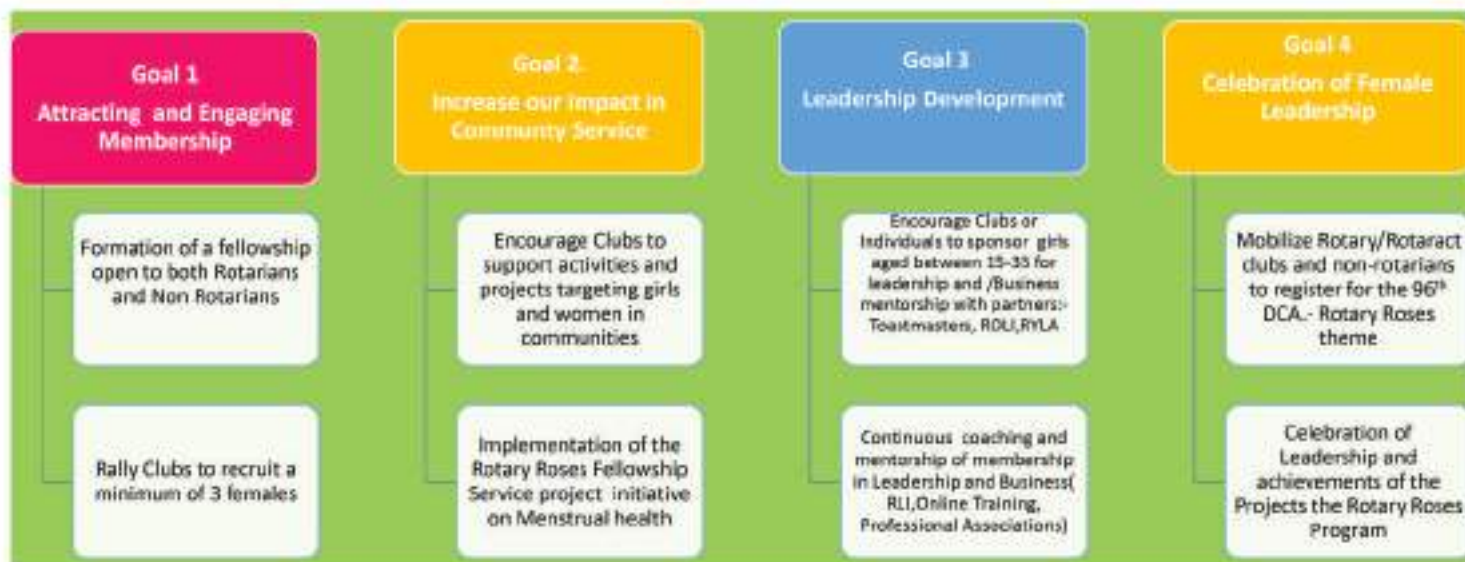 Goal 1
Attracting and Engaging
Membership
Formation of a fellowship
open to both Rotarians
and Non Rotarians
Rally Clubs to recruit a
minimum of 3 females
Goal 2.
Increase our impact in
Community Service
Encourage Clubs to
support activities and
projects targeting girls
and women in
communities
Implementation of the
Rotary Roses Fellowship
Service project initiative
on Menstrual health
Goal 3
Leadership Development
Encourage Clubs or
Individuals to sponsor girls
aged between 15-35 for
leadership and /Business
mentorship with partners:-
Toastmasters, ROLI,RYLA
Continuous coaching and
mentorship of membership
in Leadership and Business(
RLI,Online Training,
Professional Associations)
Goal 4
Celebration of Female
Leadership
Mobilize Rotary/Rotaract
clubs and non-rotarians
to register for the 96th
DCA.- Rotary Roses
theme
Celebration of
Leadership and
achievements of the
Projects the Rotary Roses
Program